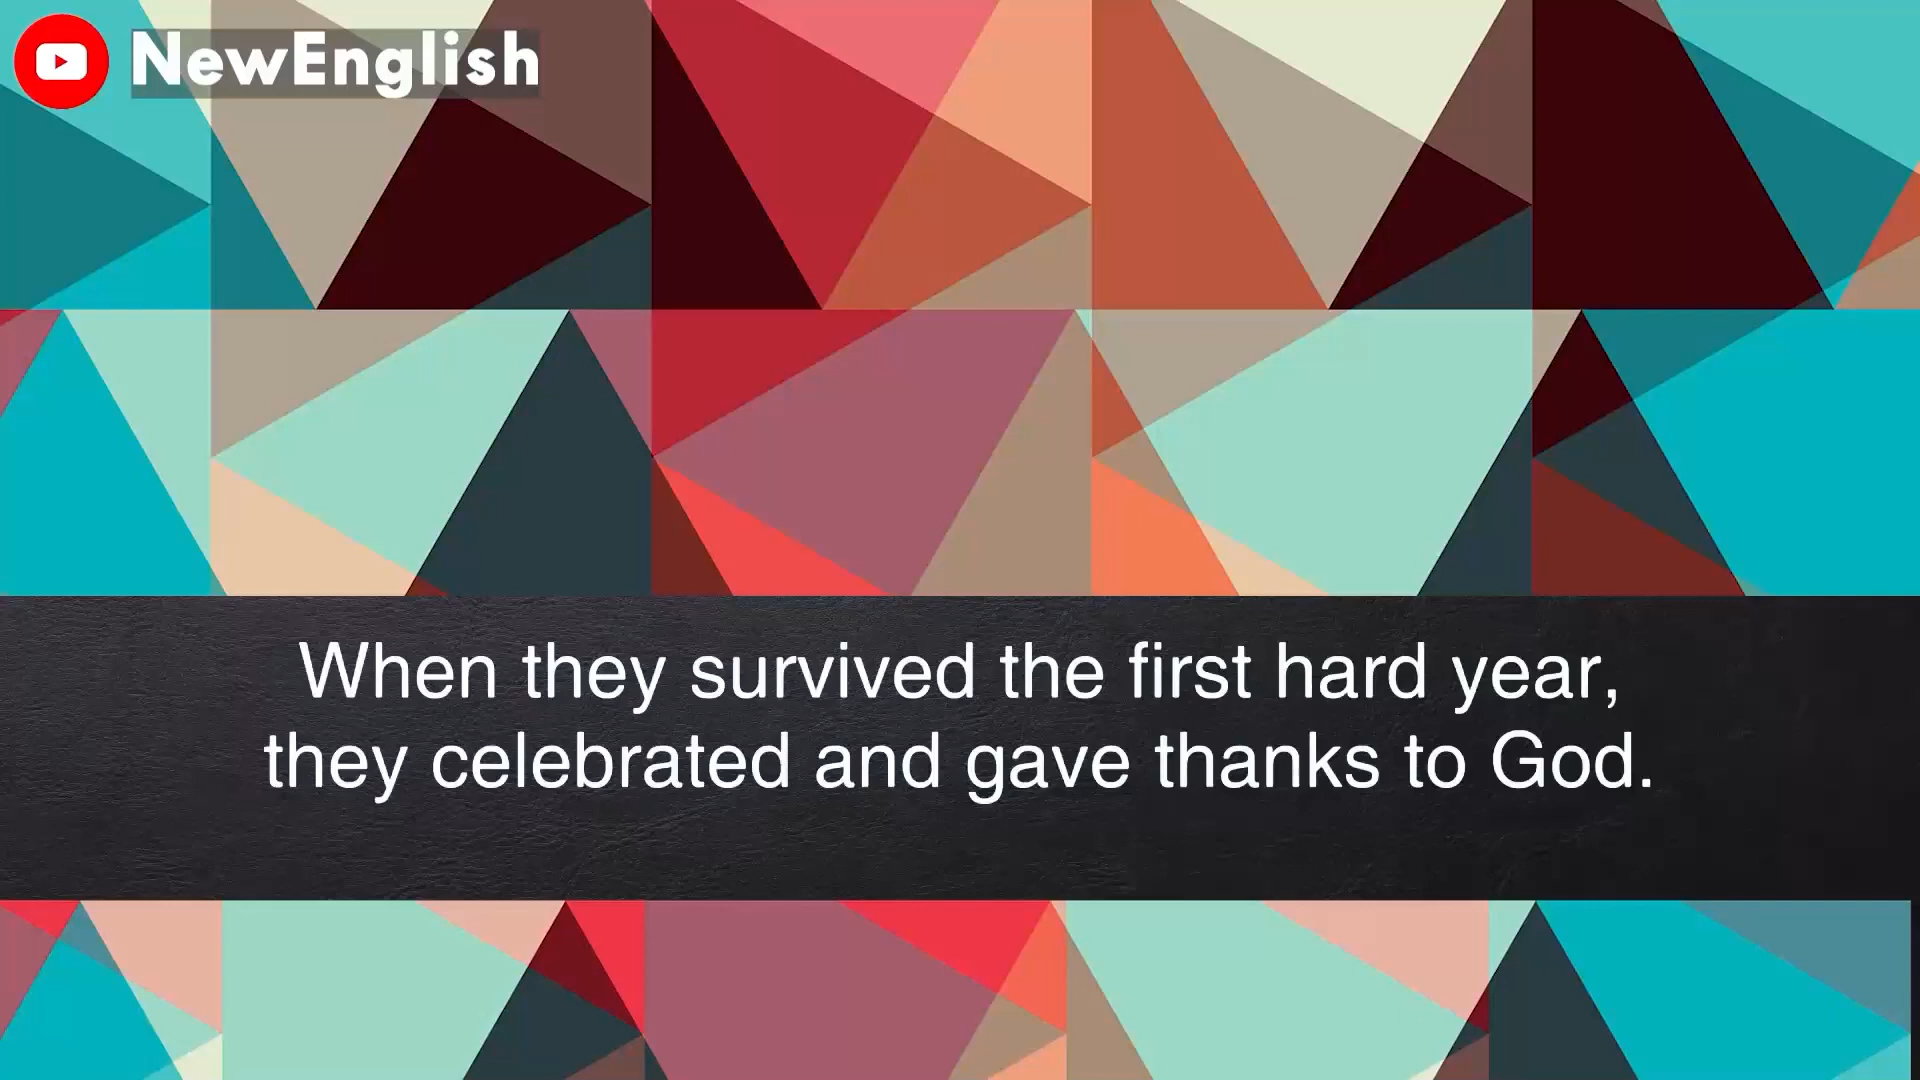 NewEnglish
When they survived the first hard year,
they celebrated and gave thanks to God.